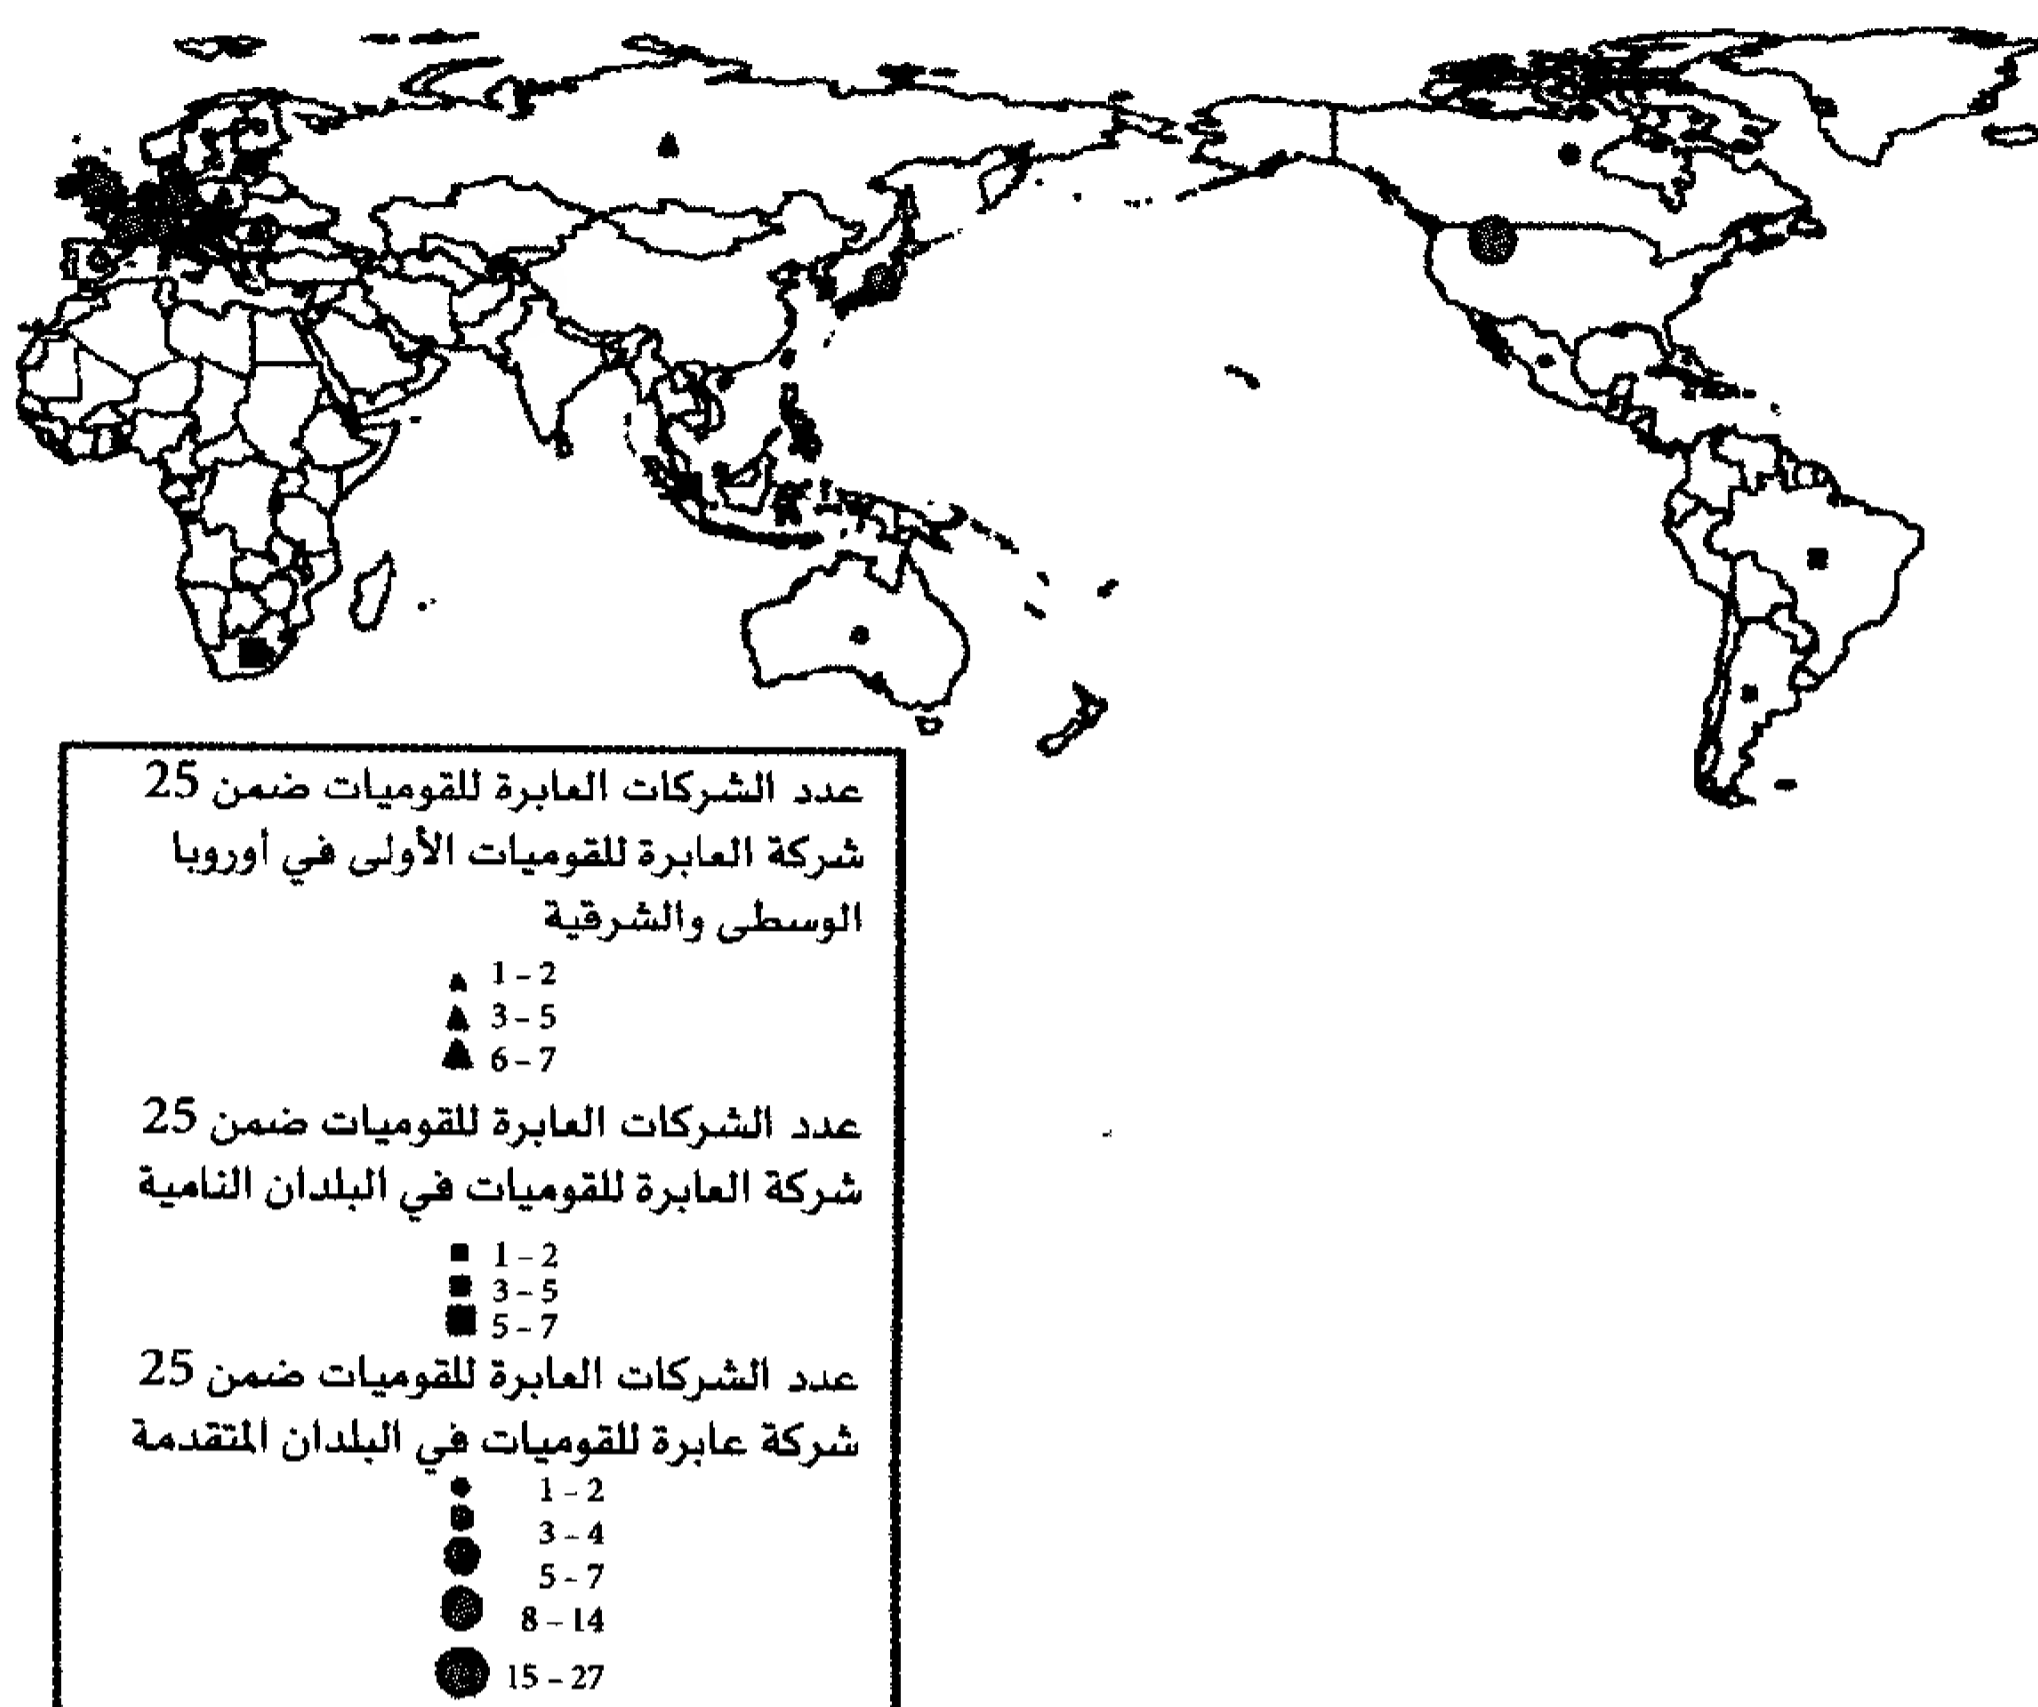 عدد الشركات العابرة للقوميات ضمن 25
شركة العابرة للقوميات الأولى في أوروبا
الوسطى والشرقية
1 – 2
3 – 5
6 – 7
عدد الشركات العابرة للقوميات ضمن 25
شركة العابرة للقوميات في البلدان النامية
1 – 2
3 – 5
5 – 7
عدد الشركات العابرة للقوميات ضمن 25
شركة عابرة للقوميات في البلدان المتقدمة
1 – 2
3 – 4
5 – 7
8 – 14
15 – 27